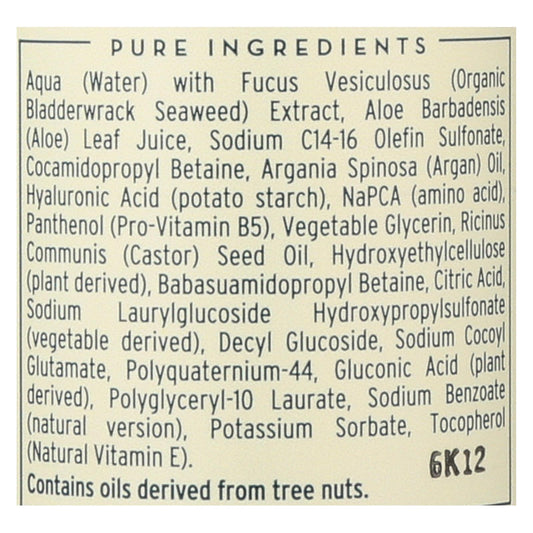 PURE INGREDIENTS
Aqua (Water) with Fucus Vesiculosus (Organic
Bladderwrack Seaweed) Extract, Aloe Barbadensis
(Aloe) Leaf Juice, Sodium C14-16 Olefin Sulfonate,
Cocamidopropyl Betaine, Argania Spinosa (Argan) Oil,
Hyaluronic Acid (potato starch), NaPCA (amino acid),
Panthenol (Pro-Vitamin B5), Vegetable Glycerin, Ricinus
Communis (Castor) Seed Oil, Hydroxyethylcellulose
(plant derived), Babasuamidopropyl Betaine, Citric Acid,
Sodium Laurylglucoside Hydroxypropylsulfonate
(vegetable derived), Decyl Glucoside, Sodium Cocoyl
Glutamate, Polyquaternium-44, Gluconic Acid (plant
derived), Polyglyceryl-10 Laurate, Sodium Benzoate
(natural version), Potassium Sorbate, Tocopherol
(Natural Vitamin E).
6K12
Contains oils derived from tree nuts.